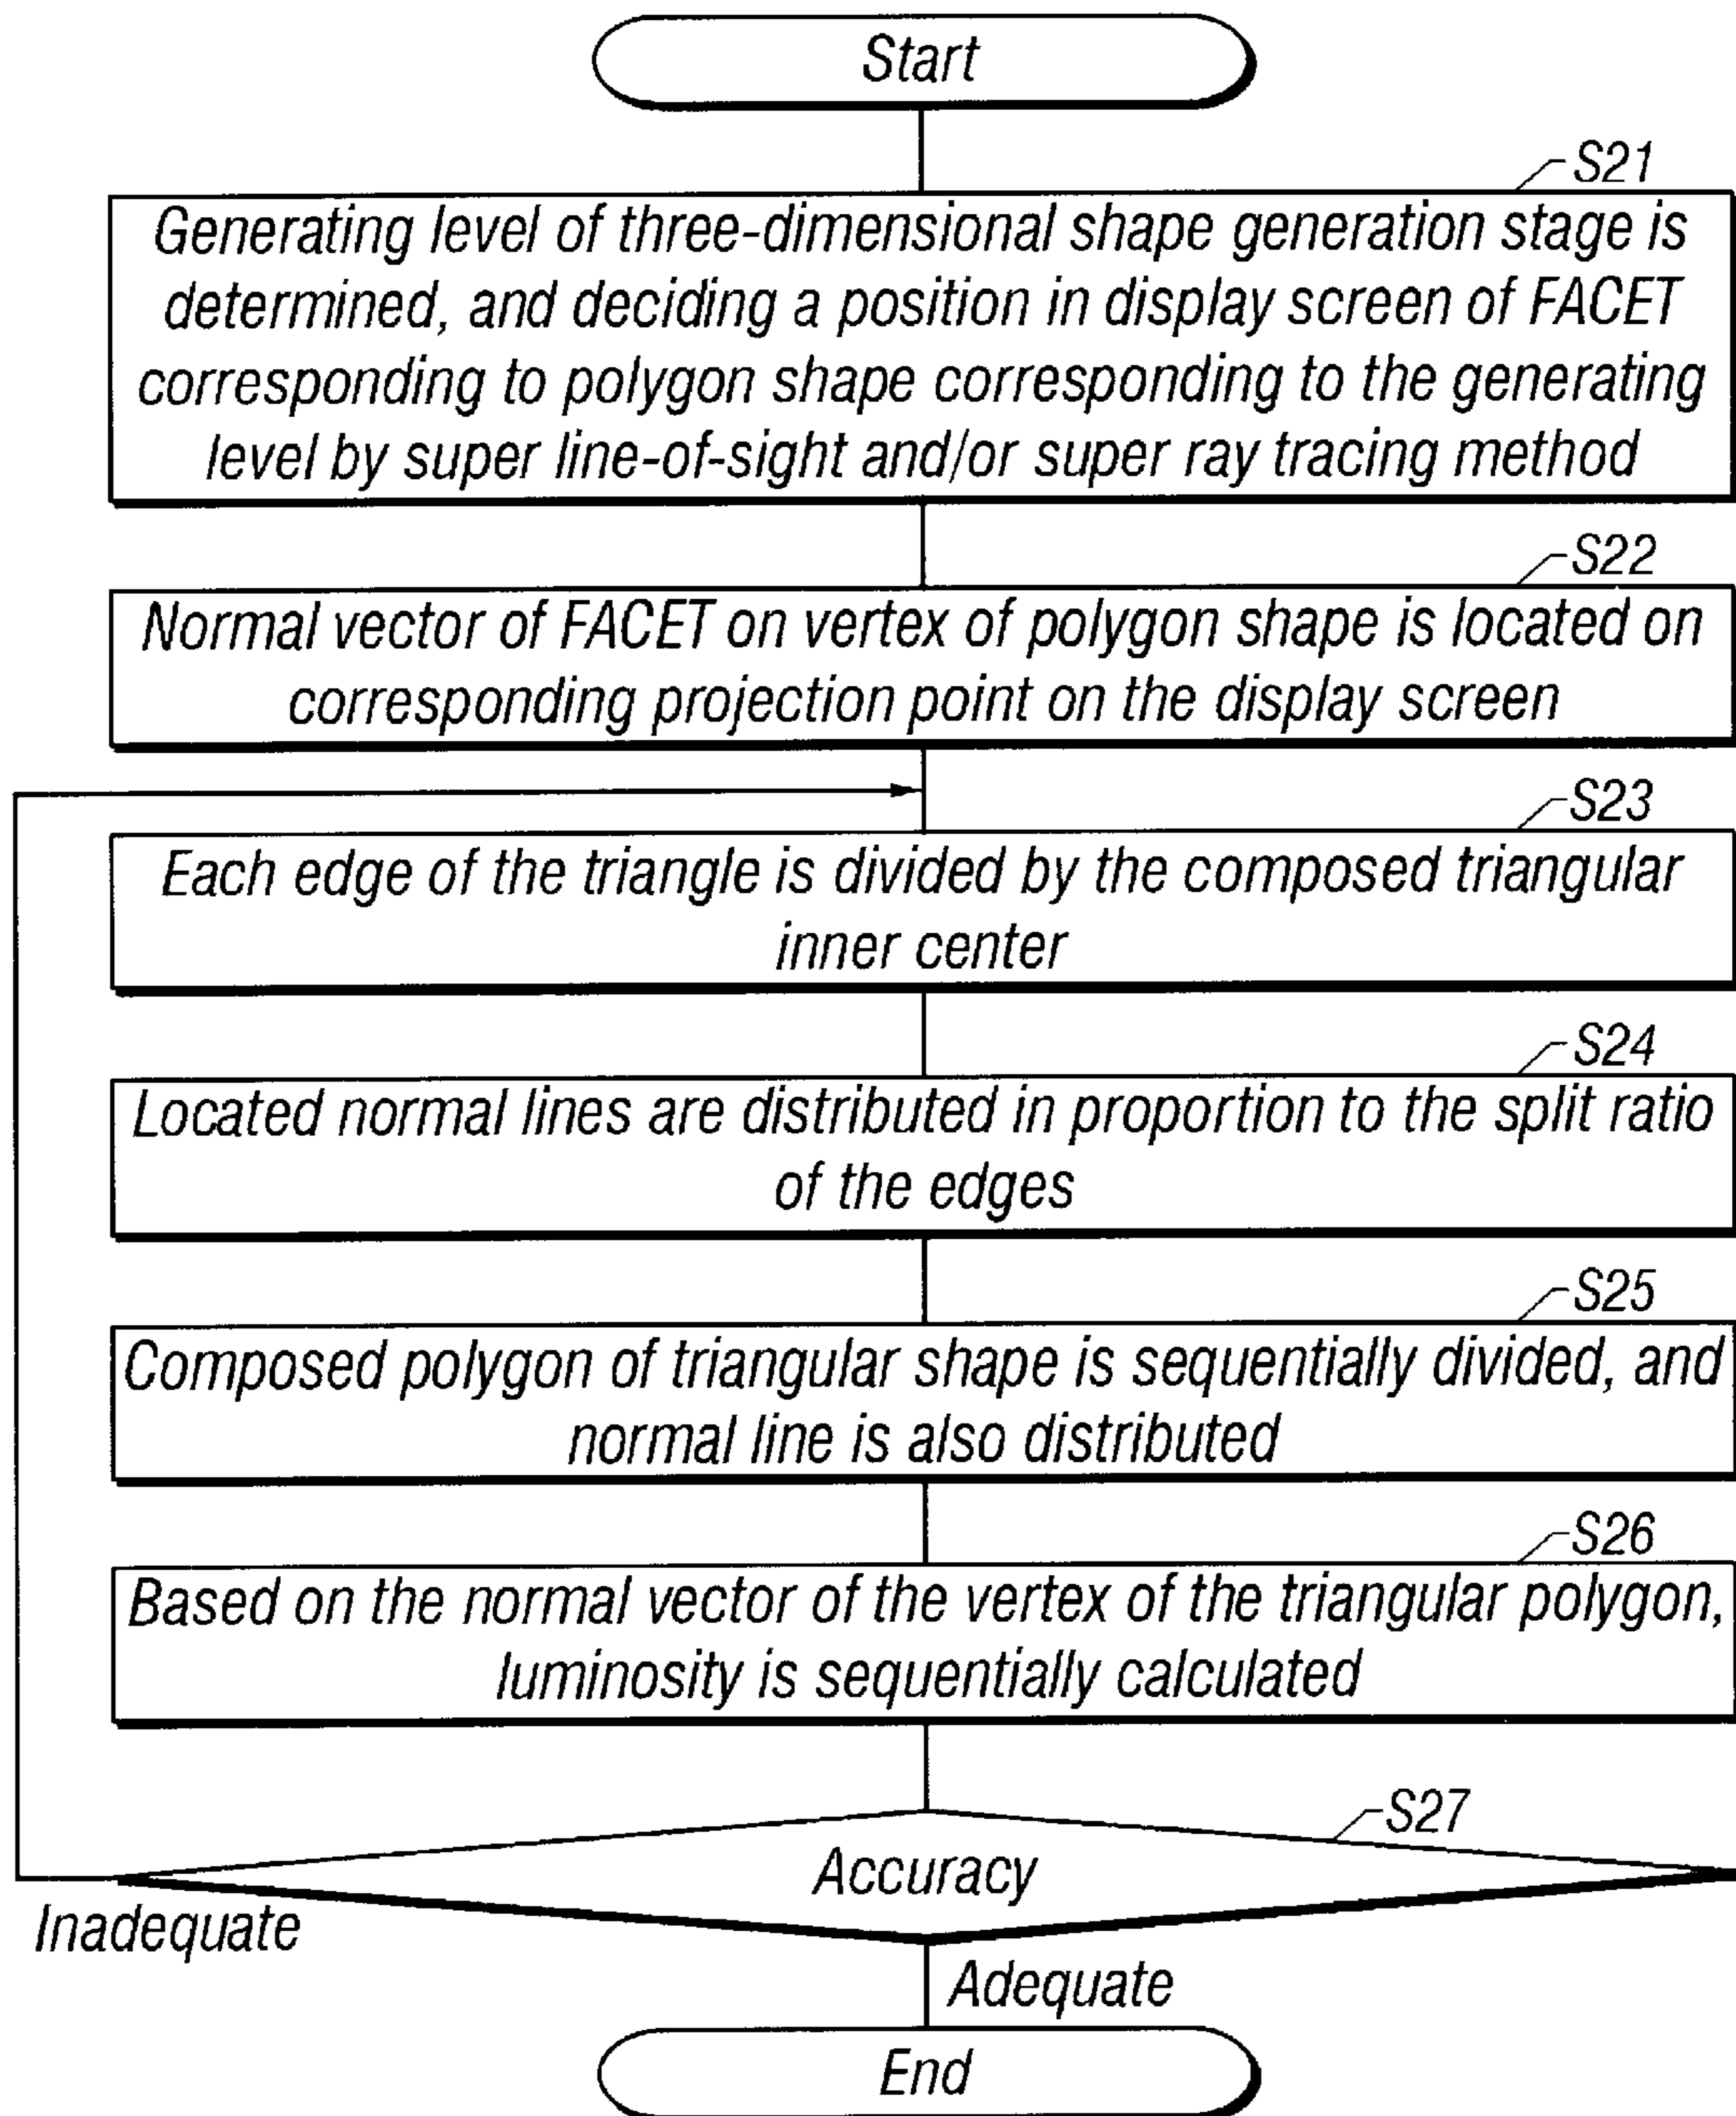 Start
S21
Generating level of three-dimensional shape generation stage is
determined, and deciding a position in display screen of FACET
corresponding to polygon shape corresponding to the generating
level by super line-of-sight and/or super ray tracing method
S22
Normal vector of FACET on vertex of polygon shape is located on
corresponding projection point on the display screen
S23
Each edge of the triangle is divided by the composed triangular
inner center
S24
Located normal lines are distributed in proportion to the split ratio
of the edges
S25
Composed polygon of triangular shape is sequentially divided, and
normal line is also distributed
S26
Based on the normal vector of the vertex of the triangular polygon,
luminosity is sequentially calculated
S27
Accuracy
Inadequate
Adequate
End